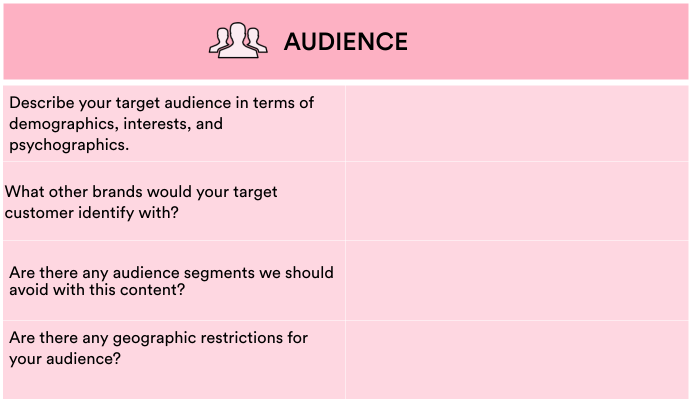 AUDIENCE
Describe your target audience in terms of
demographics, interests, and
psychographics.
What other brands would your target
customer identify with?
Are there any audience segments we should
avoid with this content?
Are there any geographic restrictions for
your audience?